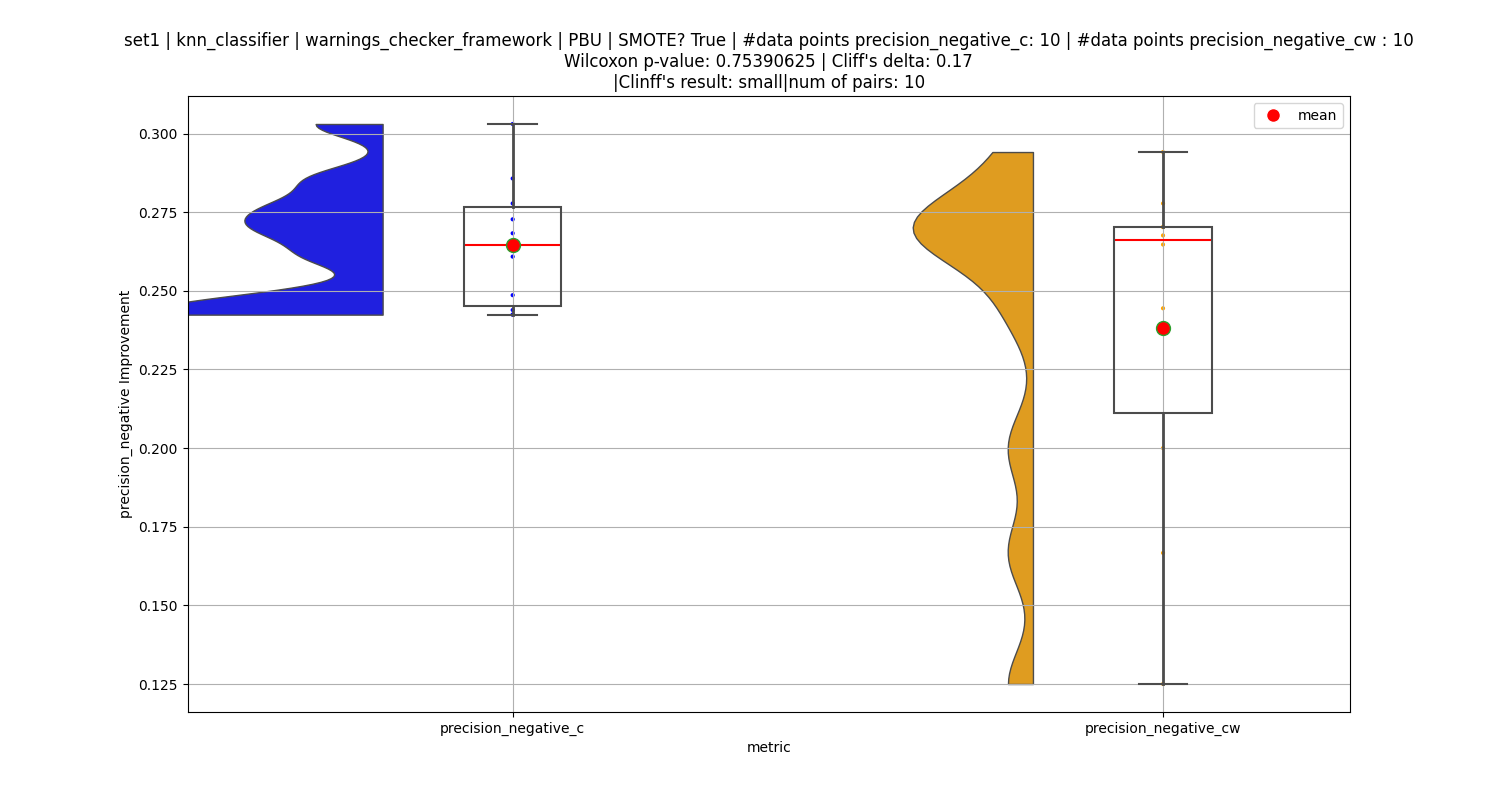 set1 | knn_classifier | warnings_checker_framework | PBU | SMOTE? True | #data points precision_negative_c: 10 | #data points precision_negative_cw : 10
Wilcoxon p-value: 0.75390625 | Cliff's delta: 0.17
|Clinff's result: small|num of pairs: 10
mean
0.300
0.275
0.250
0.225
0.200
0.175
0.150
0.125
precision_negative Improvement
precision_negative_c
precision_negative_cw
metric